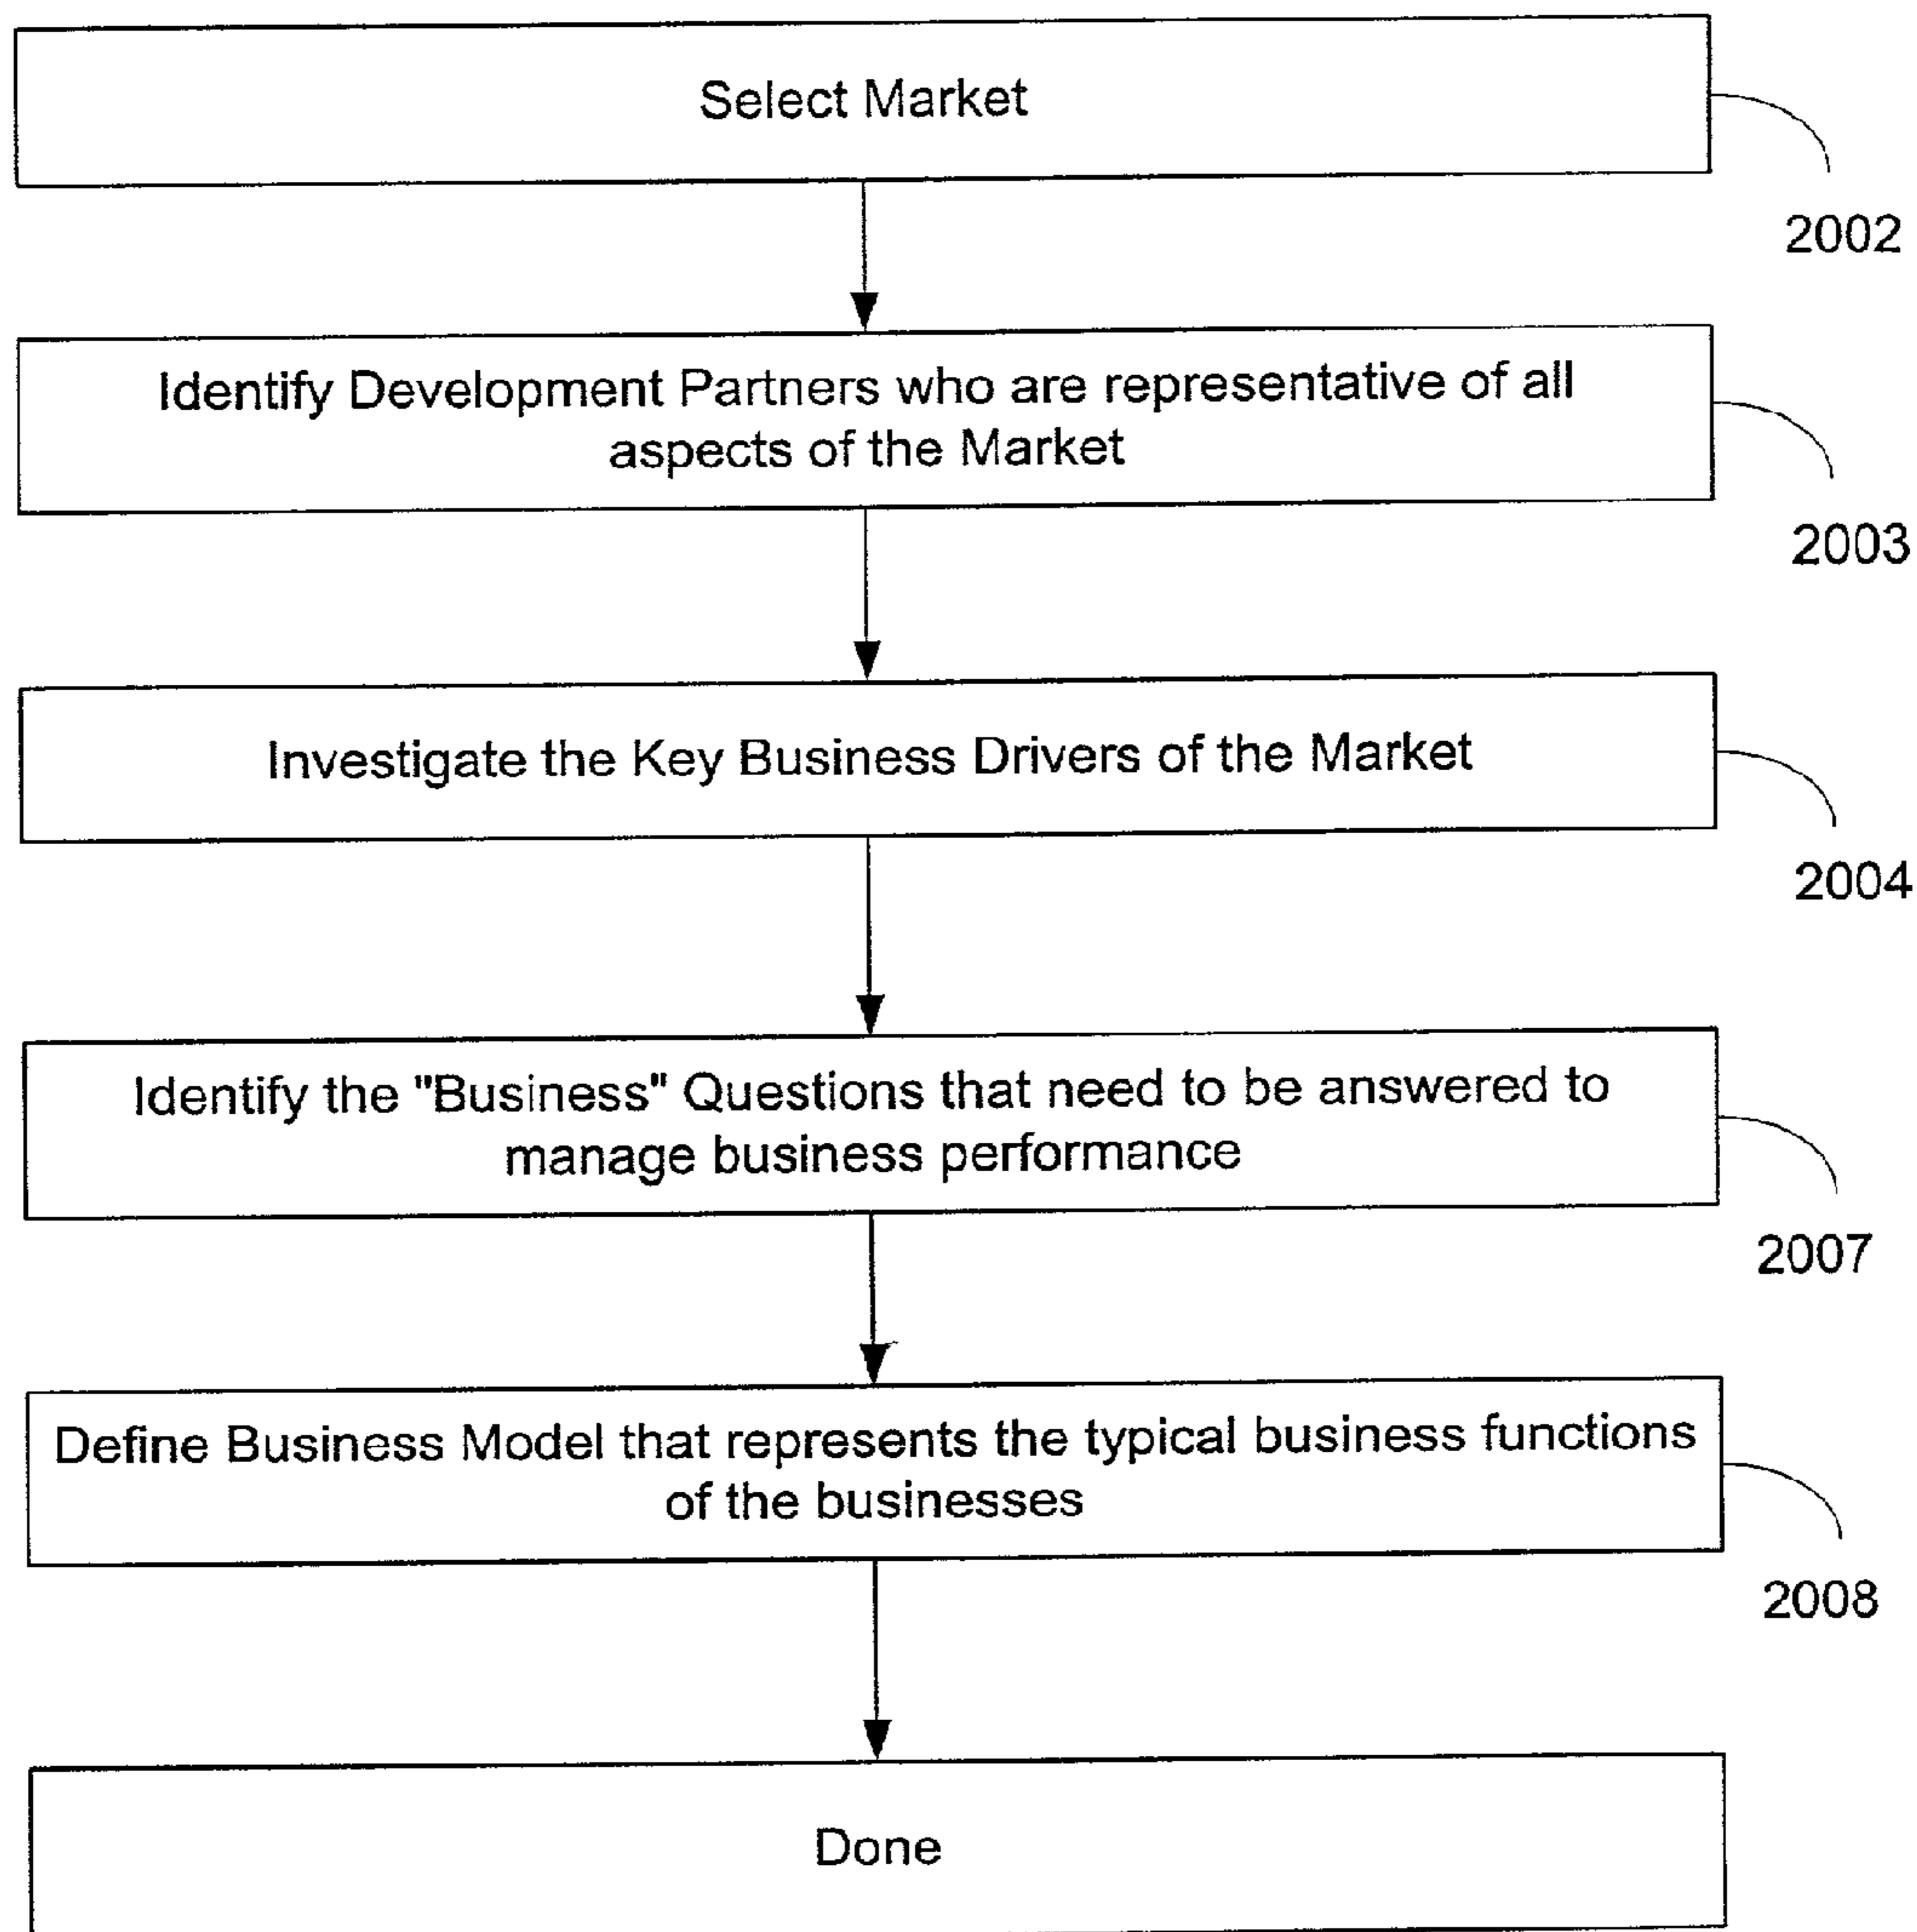 Select Market
2002
Identify Development Partners who are representative of all
aspects of the Market
2003
Investigate the Key Business Drivers of the Market
2004
Identify the "Business" Questions that need to be answered to
manage business performance
2007
Define Business Model that represents the typical business functions
of the businesses
2008
Done